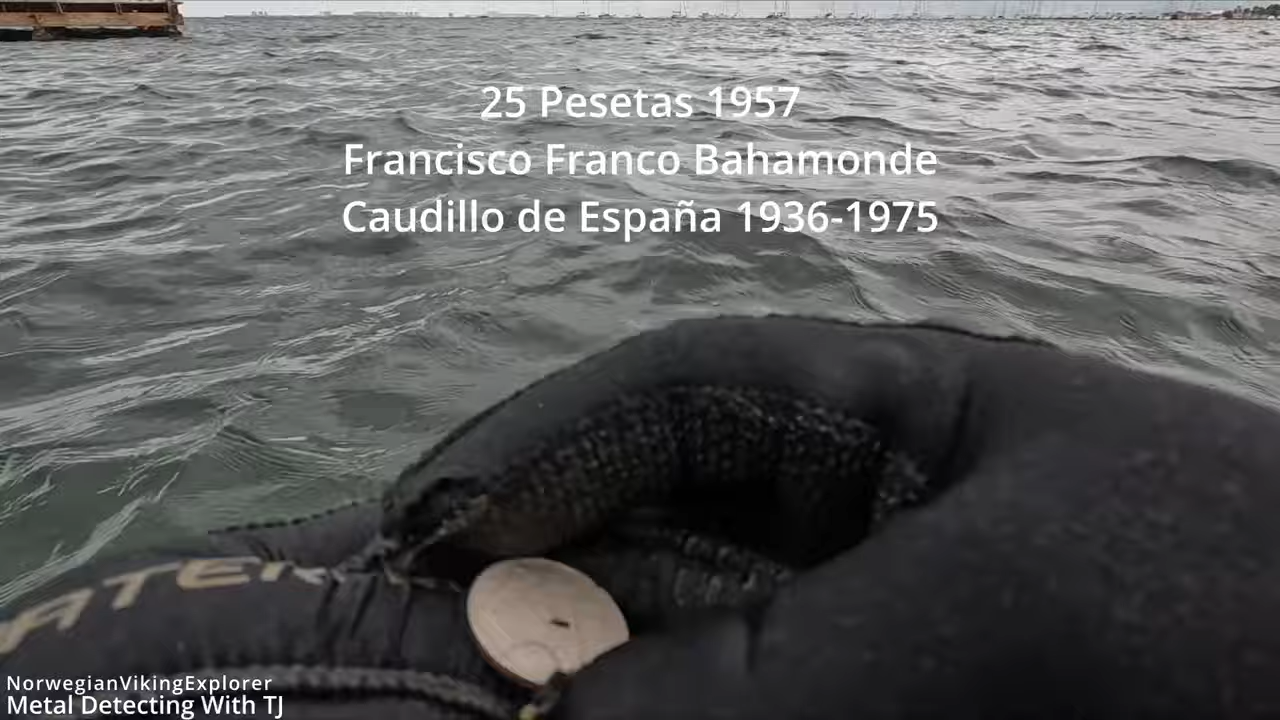 25 Pesetas 1957
Francisco Franco Bahamonde
Caudillo de España 1936-1975
NorwegianVikingExplorer
Metal Detecting With TJ